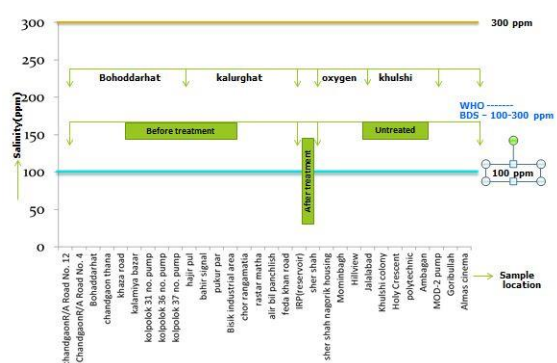 300
250
200
150
100
50
0
Salinity(ppm)
300 ppm
Bohoddarhat
kalurghat
oxygen
khulshi
WHO --------
BDS – 100-300 ppm
Before treatment
After treatment
Untreated
100 ppm
chandgaonR/A Road No. 12
ChandgaonR/A Road No. 4
Bohaddarhat
chandgaon thana
khaza road
kalamiya bazar
kolpolok 31 no. pump
kolpolok 36 no. pump
kolpolok 37 no. pump
hajir pul
bahir signal
pukur par
Bisik industrial area
chor rangamatia
rastar matha
alir bil panchlish
feda khan road
IRP(reservoir)
sher shah
sher shah nagorik housing
Mominbagh
Hillview
Jalalabad
Khulshi colony
Holy Crescent
polytechnic
Ambagan
MOD-2 pump
Goribullah
Almas cinema
Sample
location